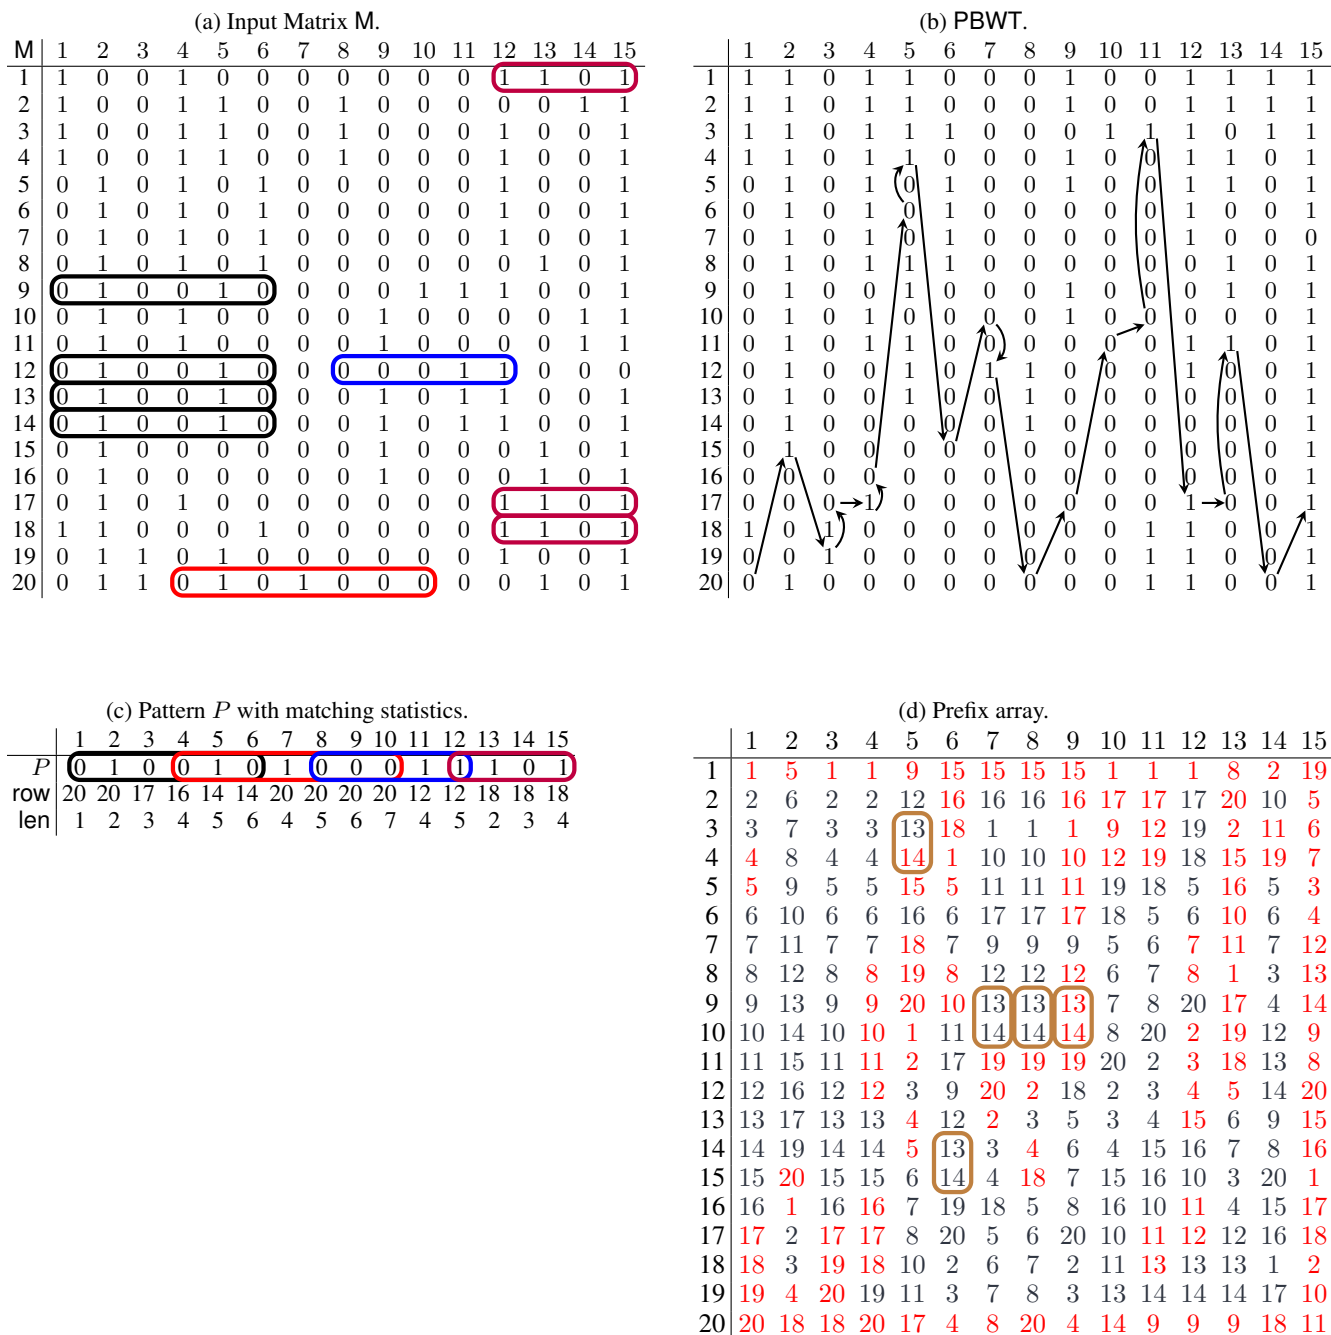 (a) Input Matrix M.
M 1 2 3 4 5 6 7 8 9 10 11 12 13 14 15
1 1 0 0 1 0 0 0 0 0 0 0 1 1 0 1
2 1 0 0 1 1 0 0 1 0 0 0 0 0 1 1
3 1 0 0 1 1 0 0 1 0 0 0 1 0 0 1
4 1 0 0 1 1 0 0 1 0 0 0 1 0 0 1
5 0 1 0 1 0 1 0 0 0 0 0 1 0 0 1
6 0 1 0 1 0 1 0 0 0 0 0 1 0 0 1
7 0 1 0 1 0 1 0 0 0 0 0 1 0 0 1
8 0 1 0 1 0 1 0 0 0 0 0 0 1 0 1
9 0 1 0 0 1 0 0 0 0 1 1 1 0 0 1
10 0 1 0 1 0 0 0 0 1 0 0 0 0 1 1
11 0 1 0 1 0 0 0 0 1 0 0 0 0 1 1
12 0 1 0 0 1 0 0 0 0 0 1 1 0 0 0
13 0 1 0 0 1 0 0 0 1 0 1 1 0 0 1
14 0 1 0 0 1 0 0 0 1 0 1 1 0 0 1
15 0 1 0 0 0 0 0 0 1 0 0 0 1 0 1
16 0 1 0 0 0 0 0 0 1 0 0 0 1 0 1
17 0 1 0 1 0 0 0 0 0 0 0 1 1 0 1
18 1 1 0 0 0 1 0 0 0 0 0 1 1 0 1
19 0 1 1 0 1 0 0 0 0 0 0 1 0 0 1
20 0 1 1 0 1 0 1 0 0 0 0 0 1 0 1
(b) PBWT.
1 2 3 4 5 6 7 8 9 10 11 12 13 14 15
1 1 1 0 1 1 0 0 0 1 0 0 1 1 1 1
2 1 1 0 1 1 0 0 0 1 0 0 1 1 1 1
3 1 1 0 1 1 1 0 0 0 1 1 1 0 1 1
4 1 1 0 1 1 0 0 0 1 0 0 1 1 0 1
5 0 1 0 1 0 1 0 0 1 0 0 1 1 0 1
6 0 1 0 1 0 1 0 0 0 0 0 1 0 0 1
7 0 1 0 1 0 1 0 0 0 0 0 1 0 0 0
8 0 1 0 1 1 1 0 0 0 0 0 0 0 0 1
9 0 1 0 0 1 0 0 0 1 0 0 0 1 0 1
10 0 1 0 1 0 0 0 0 1 0 0 0 0 0 1
11 0 1 0 1 1 0 0 0 0 0 0 1 1 0 1
12 0 1 0 0 1 0 1 1 0 0 0 1 0 0 1
13 0 1 0 0 1 0 0 1 0 0 0 0 0 0 1
14 0 1 0 0 0 0 0 1 0 0 0 0 0 0 1
15 0 1 0 0 0 0 0 0 0 0 0 0 0 0 1
16 0 0 0 0 0 0 0 0 0 0 0 0 0 0 1
17 0 0 0 1 0 0 0 0 0 0 0 1 0 0 1
18 1 0 1 0 0 0 0 0 0 0 1 1 0 0 1
19 0 0 1 0 0 0 0 0 0 0 1 1 0 0 1
20 0 1 0 0 0 0 0 0 0 0 1 1 0 0 1
(c) Pattern P with matching statistics.
1 2 3 4 5 6 7 8 9 10 11 12 13 14 15
P 0 1 0 0 1 0 1 0 0 0 1 1 1 0 1
row 20 20 17 16 14 14 20 20 20 20 12 12 18 18 18
len 1 2 3 4 5 6 4 5 6 7 4 5 2 3 4
(d) Prefix array.
1 2 3 4 5 6 7 8 9 10 11 12 13 14 15
1 1 5 1 1 9 15 15 15 15 1 1 1 8 2 19
2 2 6 2 2 12 16 16 16 16 17 17 17 20 10 5
3 3 7 3 3 13 18 1 1 1 9 12 19 2 11 6
4 4 8 4 4 14 1 10 10 10 12 19 18 15 19 7
5 5 9 5 5 15 5 11 11 11 19 18 5 16 5 3
6 6 10 6 6 16 6 17 17 17 18 5 6 10 6 4
7 7 11 7 7 18 7 9 9 9 5 6 7 11 7 12
8 8 12 8 8 19 8 12 12 12 6 7 8 1 3 13
9 9 13 9 9 20 10 13 13 13 7 8 20 17 4 14
10 10 14 10 10 1 11 14 14 14 8 20 2 19 12 9
11 11 15 11 11 2 17 19 19 19 20 2 3 18 13 8
12 12 16 12 12 3 9 20 2 18 2 3 4 5 14 20
13 13 17 13 13 4 12 2 3 5 3 4 15 6 9 15
14 14 19 14 14 5 13 3 4 6 4 15 16 7 8 16
15 15 20 15 15 6 14 4 18 7 15 16 10 3 20 1
16 16 1 16 16 7 19 18 5 8 16 10 11 4 15 17
17 17 2 17 17 8 20 5 6 20 10 11 12 12 16 18
18 18 3 19 18 10 2 6 7 2 11 13 13 13 1 2
19 19 4 20 19 11 3 7 8 3 13 14 14 14 17 10
20 20 18 18 20 17 4 8 20 4 14 9 9 9 18 11